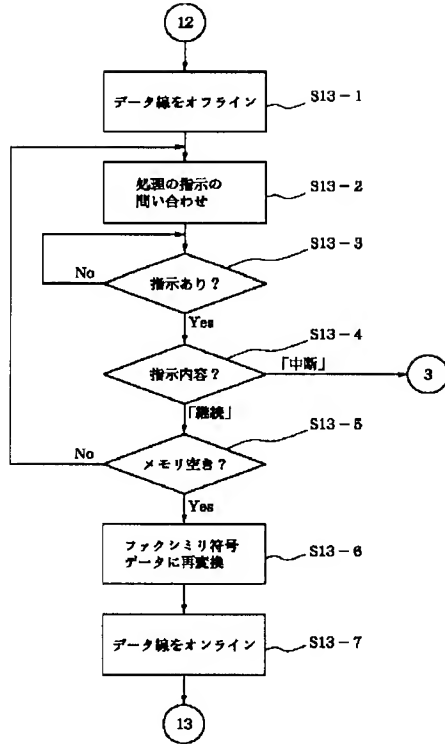 12
データ線をオフライン
S13-1
処理の指示の
問い合わせ
S13-2
S13-3
No
指示あり？
Yes
S13-4
指示内容？
「中断」
3
「継続」
S13-5
No
メモリ空き？
Yes
ファクシミリ符号
データに再変換
S13-6
データ線をオンライン
S13-7
13